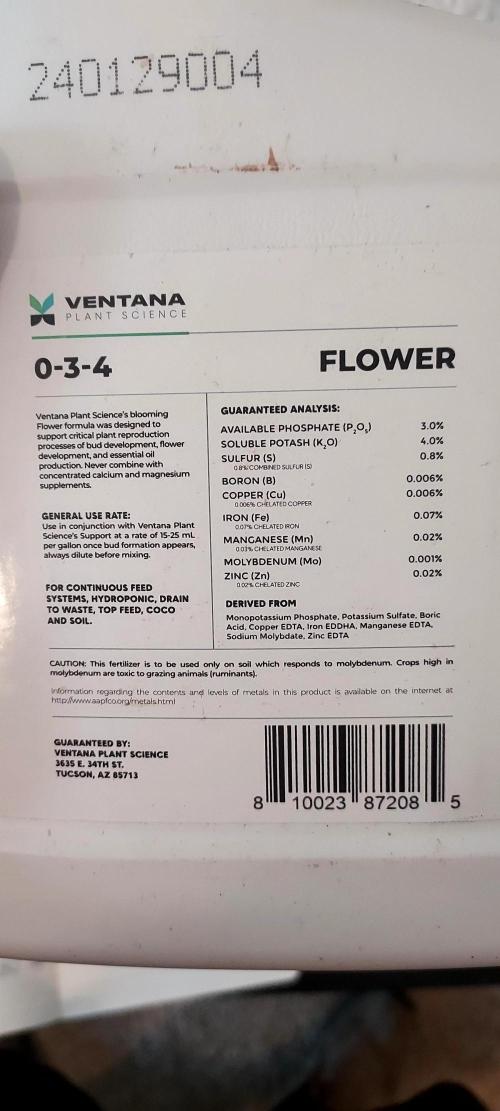 240129004
VENTANA
PLANT SCIENCE
0-3-4
FLOWER
Ventana Plant Science's blooming
Flower formula was designed to
support critical plant reproduction
processes of bud development, flower
development, and essential oil
production. Never combine with
concentrated calcium and magnesium
supplements.
GENERAL USE RATE:
Use in conjunction with Ventana Plant
Science's Support at a rate of 15-25 mL
per gallon once bud formation appears,
always dilute before mixing.
FOR CONTINUOUS FEED
SYSTEMS, HYDROPONIC, DRAIN
TO WASTE, TOP FEED, COCO
AND SOIL.
GUARANTEED ANALYSIS:
AVAILABLE PHOSPHATE (P₂O₅) 3.0%
SOLUBLE POTASH (K₂O) 4.0%
SULFUR (S) 0.8%
0.8% COMBINED SULFUR (S)
BORON (B) 0.006%
COPPER (Cu) 0.006%
0.006% CHELATED COPPER
IRON (Fe) 0.07%
0.07% CHELATED IRON
MANGANESE (Mn) 0.02%
0.03% CHELATED MANGANESE
MOLYBDENUM (Mo) 0.001%
ZINC (Zn) 0.02%
0.02% CHELATED ZINC
DERIVED FROM
Monopotassium Phosphate, Potassium Sulfate, Boric
Acid, Copper EDTA, Iron EDDHA, Manganese EDTA,
Sodium Molybdate, Zinc EDTA
CAUTION: This fertilizer is to be used only on soil which responds to molybdenum. Crops high in
molybdenum are toxic to grazing animals (ruminants).
Information regarding the contents and levels of metals in this product is available on the internet at
http://www.aapfco.org/metals.html
GUARANTEED BY:
VENTANA PLANT SCIENCE
3635 E. 34TH ST.
TUCSON, AZ 85713
8 10023 87208 5